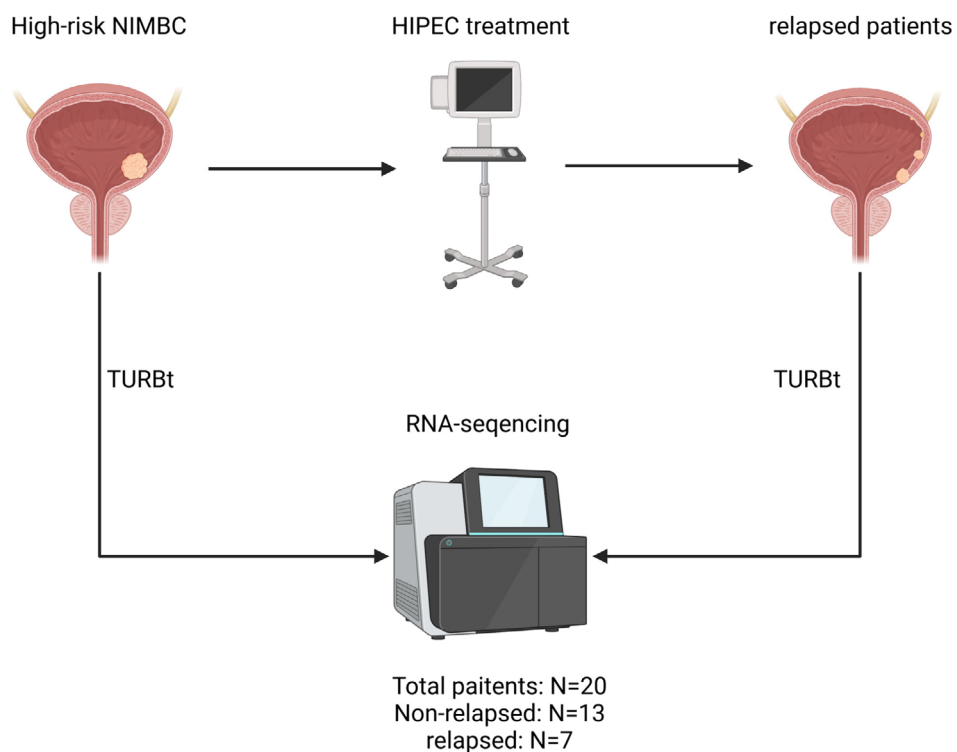 High-risk NIMBC
HIPEC treatment
relapsed patients
TURBt
TURBt
RNA-seqencing
Total paitents: N=20
Non-relapsed: N=13
relapsed: N=7